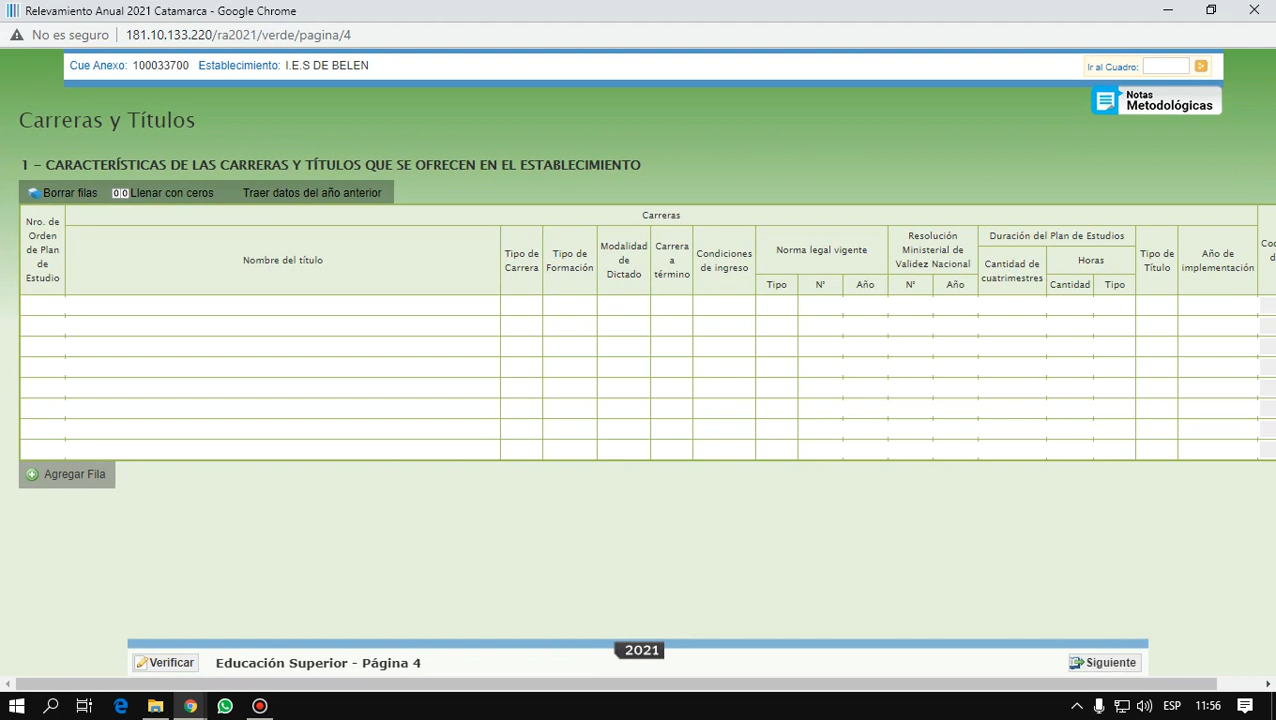 Relevamiento Anual 2021 Catamarca - Google Chrome
No es seguro 181.10.133.220/ra2021/verde/pagina/4
Cue Anexo: 100033700 Establecimiento: I.E.S DE BELEN
Ir al Cuadro:
Notas
Metodológicas
Carreras y Títulos
1 - CARACTERÍSTICAS DE LAS CARRERAS Y TÍTULOS QUE SE OFRECEN EN EL ESTABLECIMIENTO
Borrar filas 00 Llenar con ceros Traer datos del año anterior
Nro. de
Orden
de Plan
de
Estudio
Carreras
Nombre del título
Tipo de
Carrera
Tipo de
Formación
Modalidad
de
Dictado
Carrera
a
término
Condiciones
de ingreso
Norma legal vigente
Tipo N° Año
Resolución
Ministerial de
Validez Nacional
N° Año
Duración del Plan de Estudios
Cantidad de
cuatrimestres
Horas
Cantidad Tipo
Tipo de
Título
Año de
implementación
Agregar Fila
2021
Verificar Educación Superior - Página 4 Siguiente
ESP 11:56